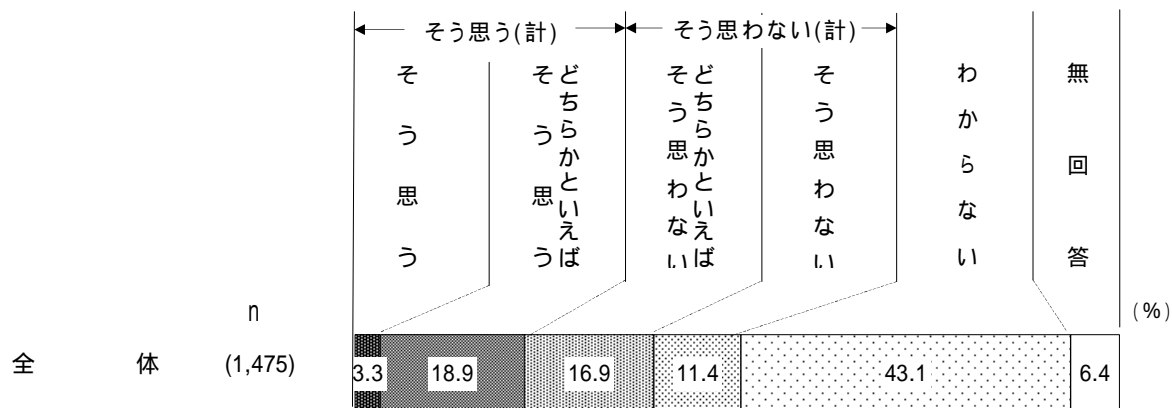 そう思う(計) そう思わない(計)
そう思う
どちらかといえば
そう思う
どちらかといえば
そう思わない
そう思わない
わからない
無回答
n
(%)
全体 (1,475) 3.3 18.9 16.9 11.4 43.1 6.4